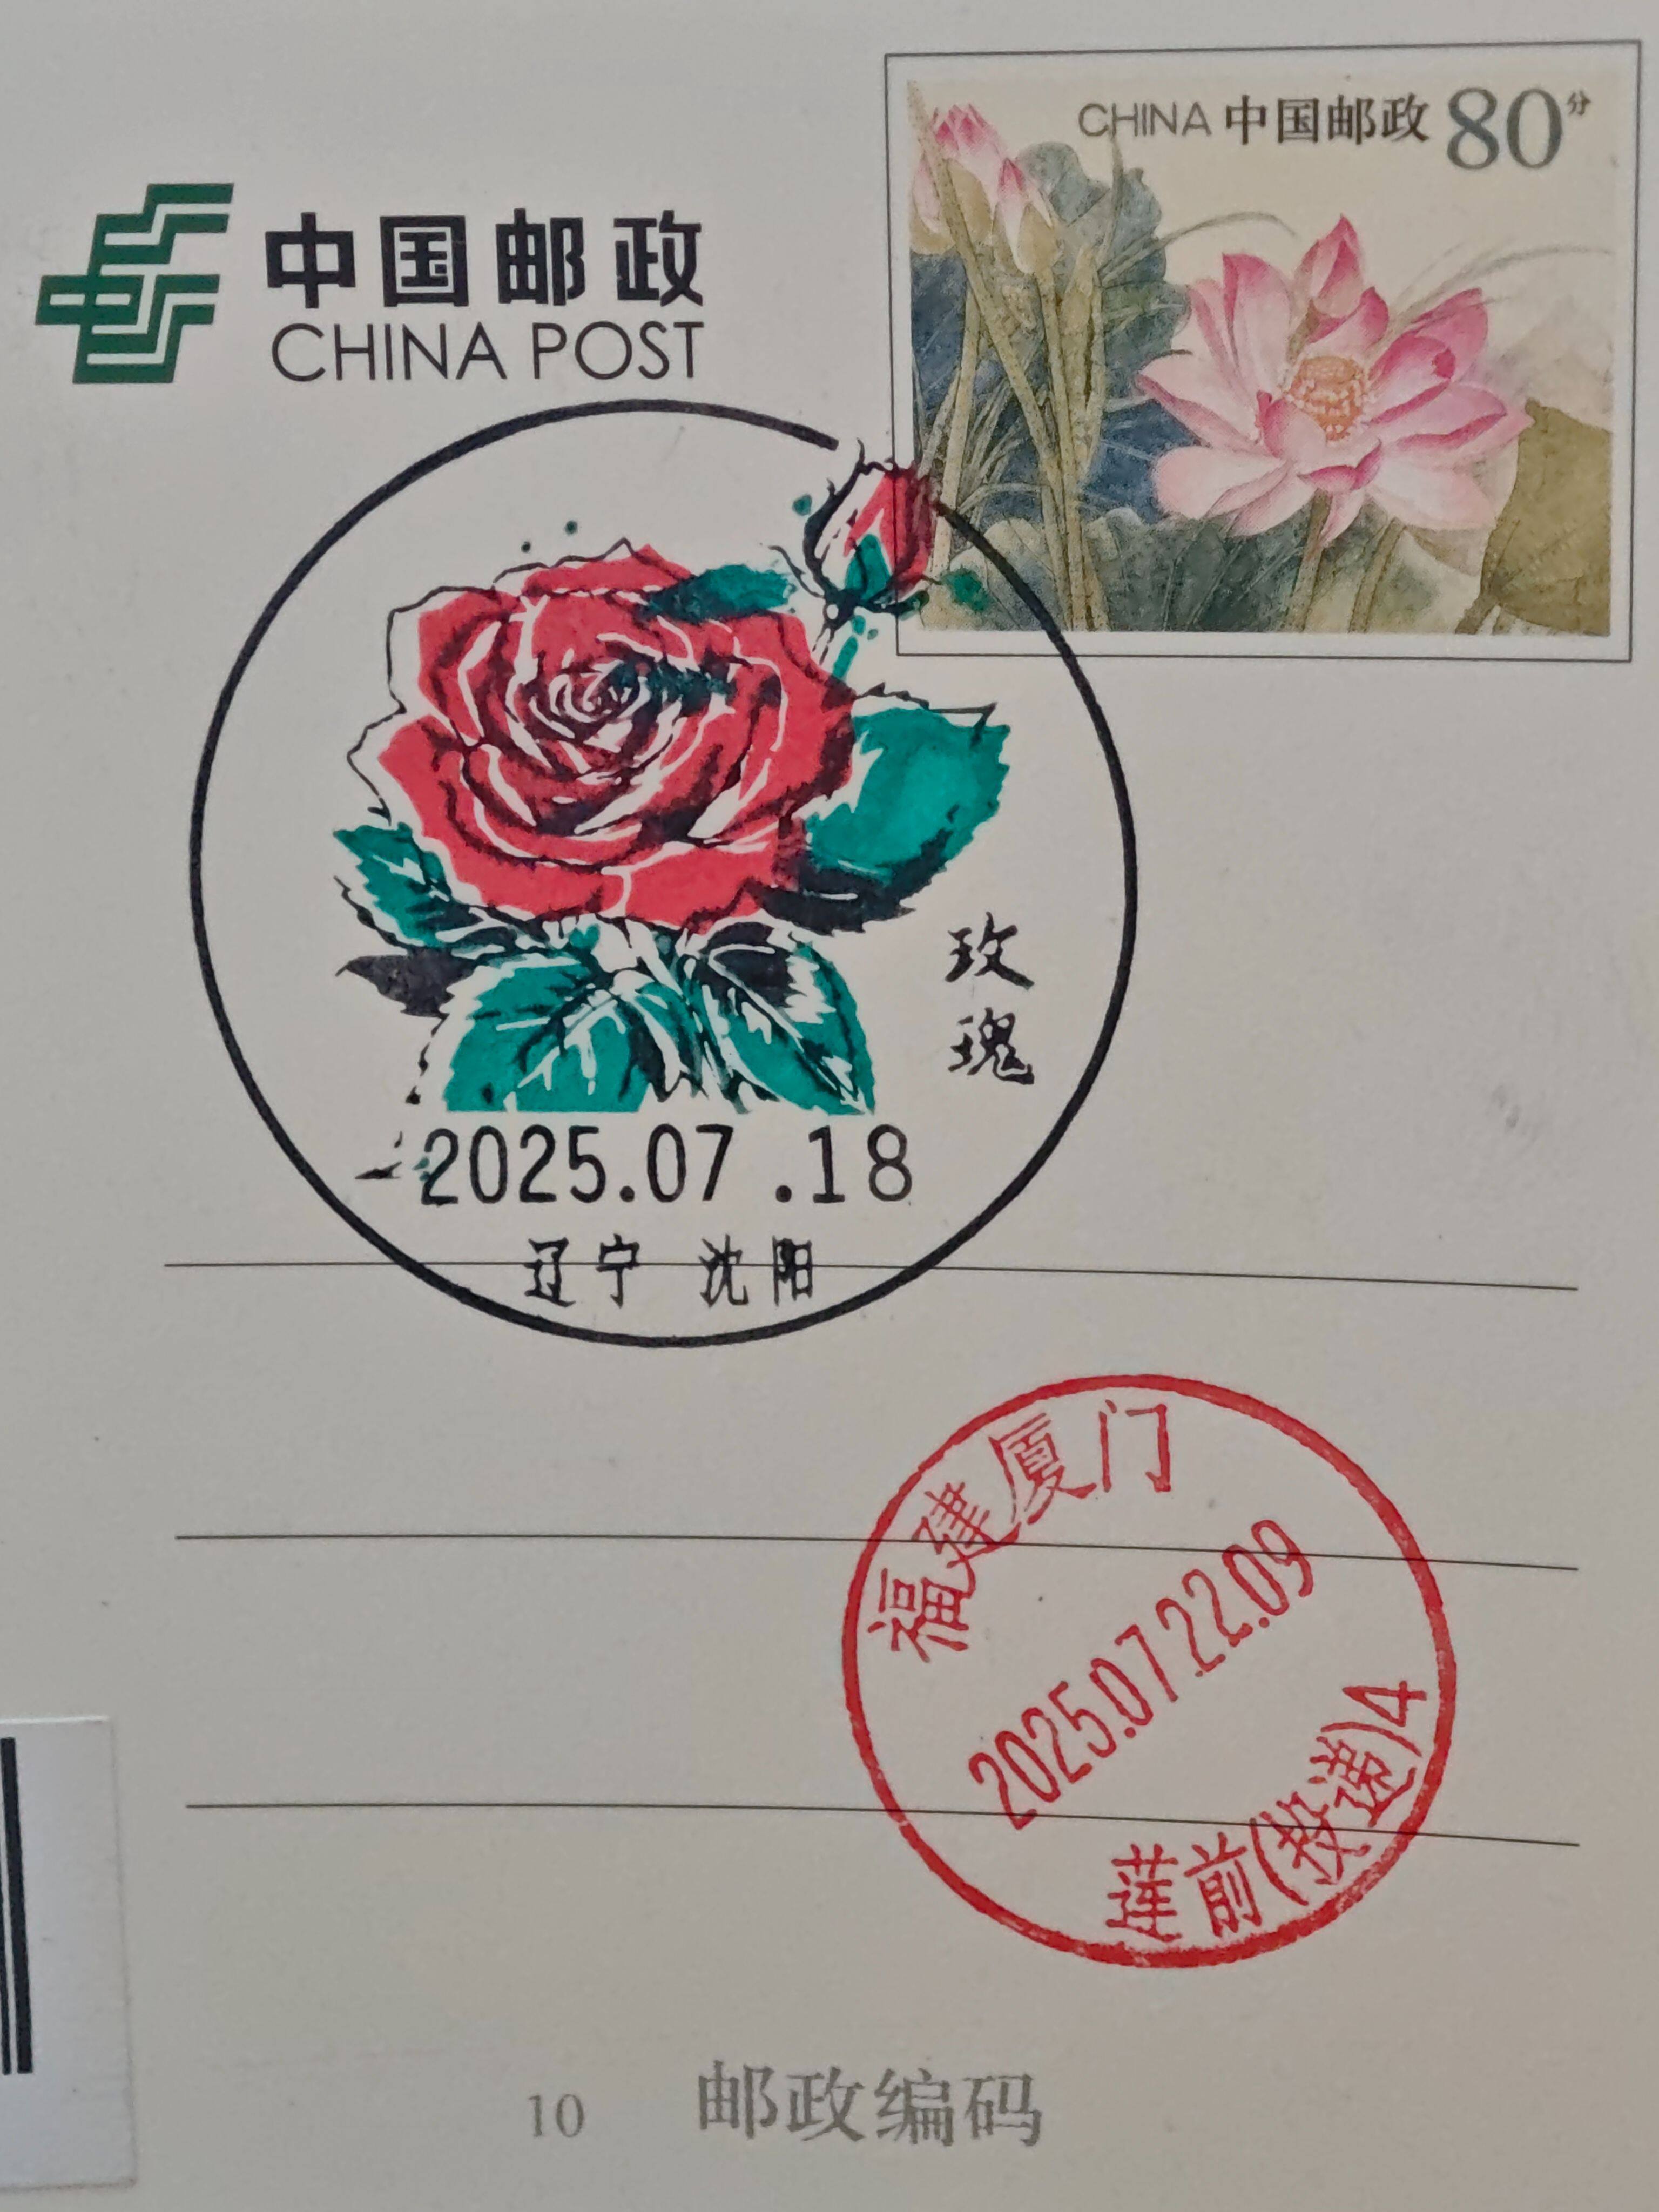 CHINA 中国邮政 80分
中国邮政
CHINA POST
玫瑰
2025.07.18
辽宁 沈阳
福建厦门
2025.07.22.09
莲前(投递)4
10 邮政编码